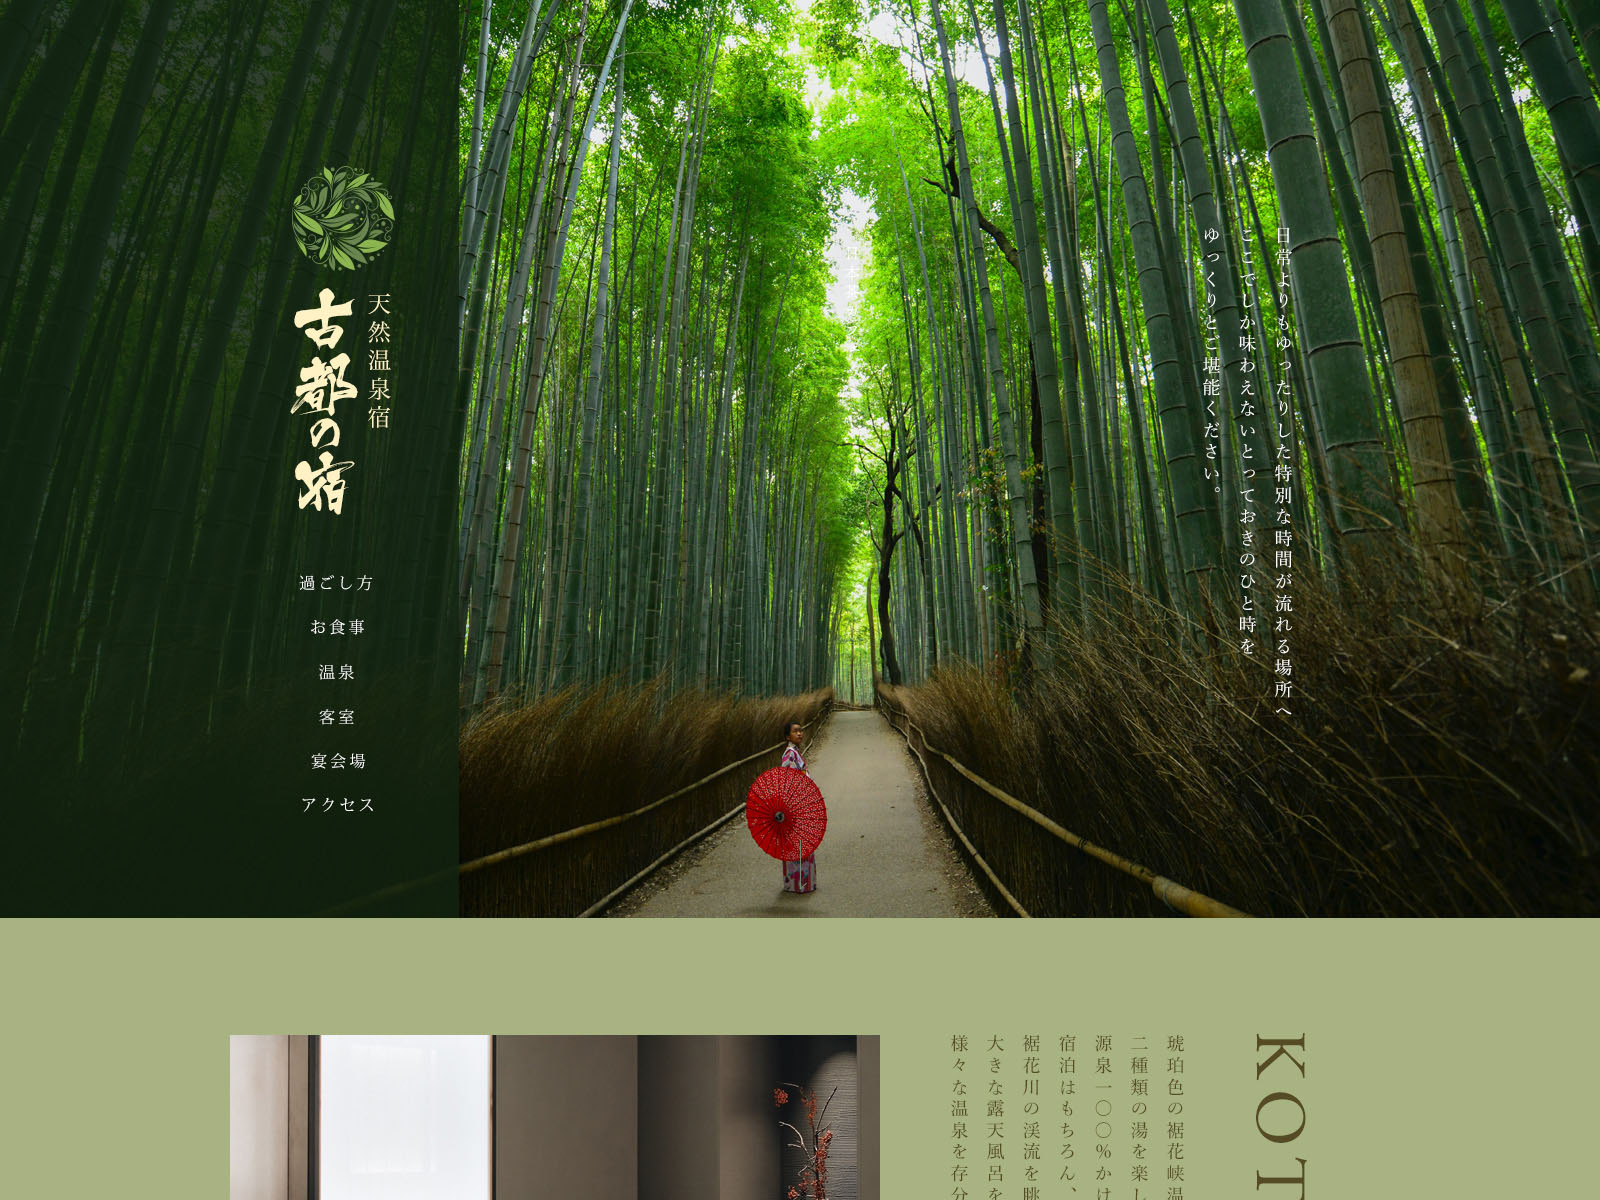 天然温泉宿
古都の宿
過ごし方
お食事
温泉
客室
宴会場
アクセス
日常よりもゆったりした特別な時間が流れる場所へ
ここでしか味わえないとっておきのひと時を
ゆっくりとご堪能ください。
KOT
琥珀色の裾花峡温
二種類の湯を楽し
源泉一〇〇%かけ
宿泊はもちろん、
裾花川の渓流を眺
大きな露天風呂を
様々な温泉を存分